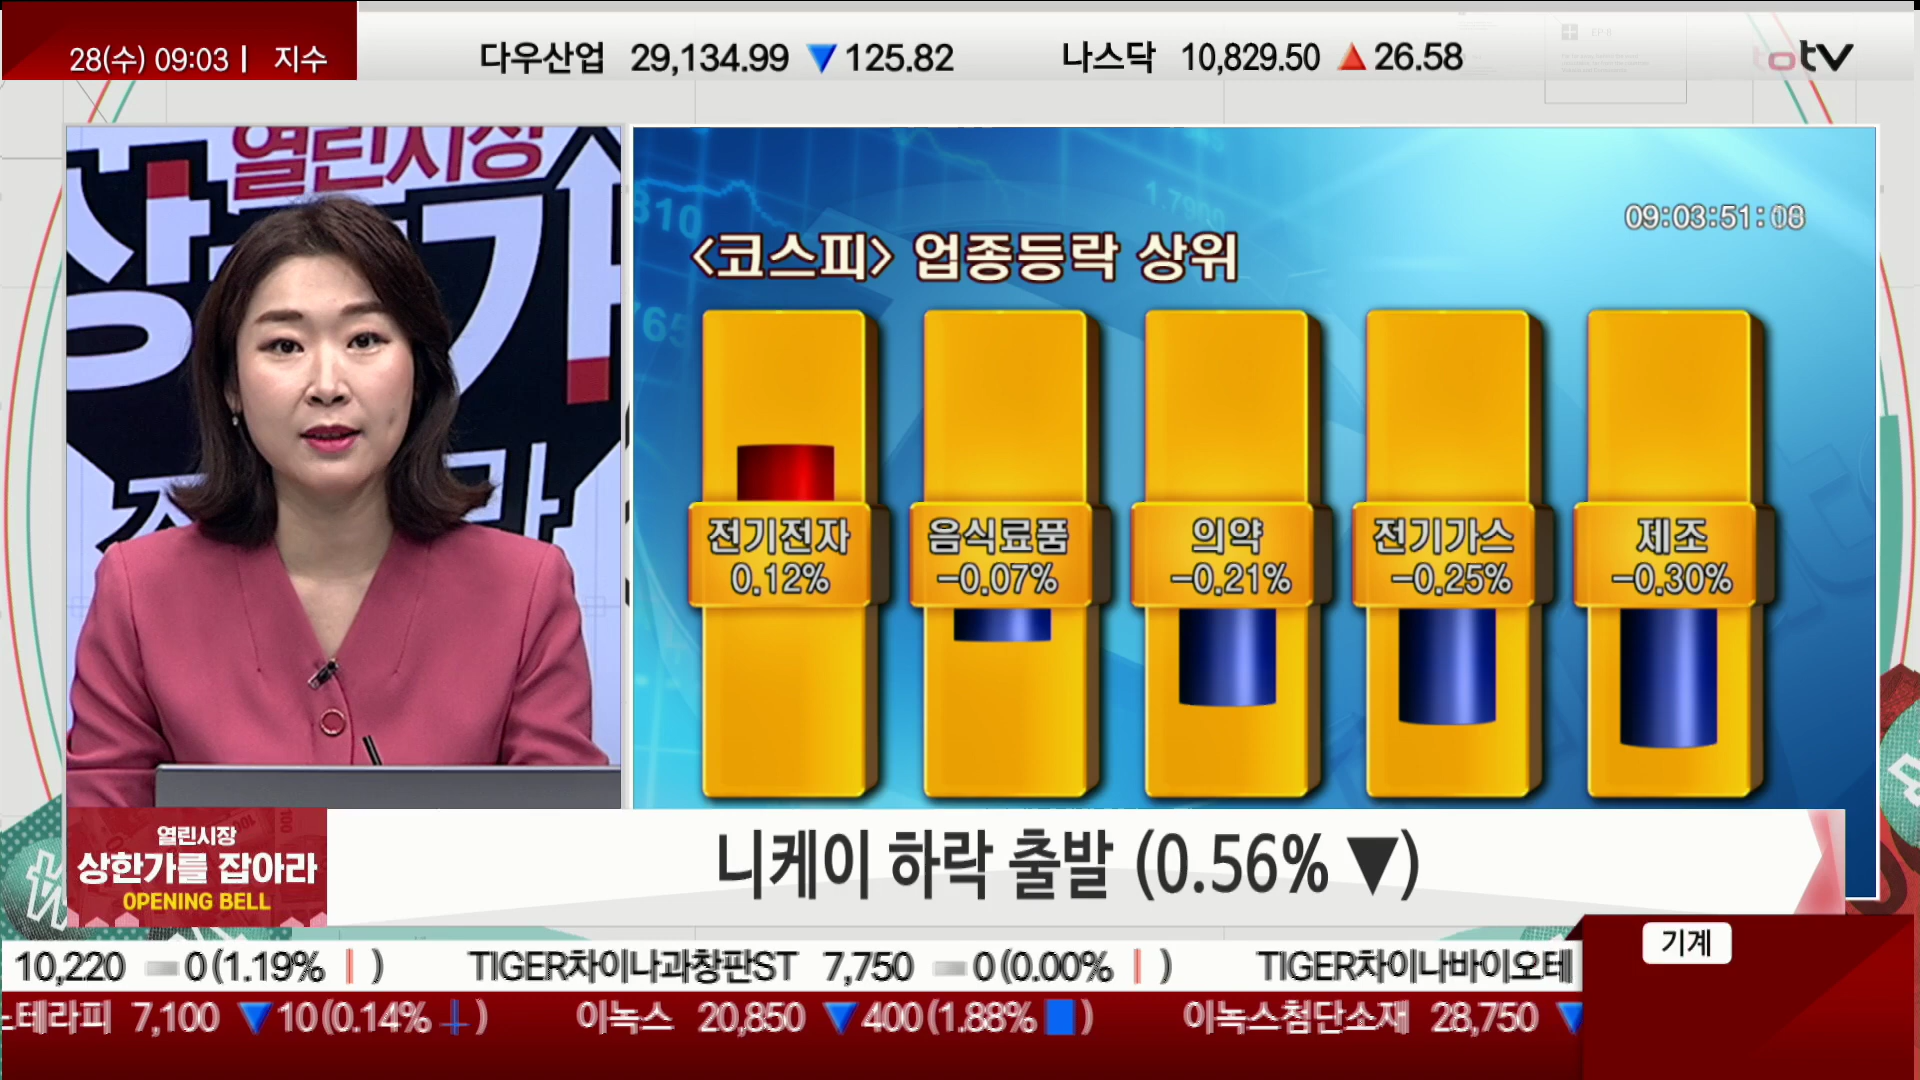 28(수) 09:03 | 지수
다우산업 29,134.99 ▼ 125.82
나스닥 10,829.50 ▲ 26.58
totv
열린시장
09:03:51:08
<코스피> 업종등락 상위
전기전자
0.12%
음식료품
-0.07%
의약
-0.21%
전기가스
-0.25%
제조
-0.30%
열린시장
상한가를 잡아라
OPENING BELL
니케이 하락 출발 (0.56% ▼)
기계
10,220 0(1.19% ) TIGER차이나과창판ST 7,750 0(0.00% ) TIGER차이나바이오테
테라피 7,100 ▼10(0.14% ↓) 이녹스 20,850 ▼400(1.88% ■) 이녹스첨단소재 28,750 ▼